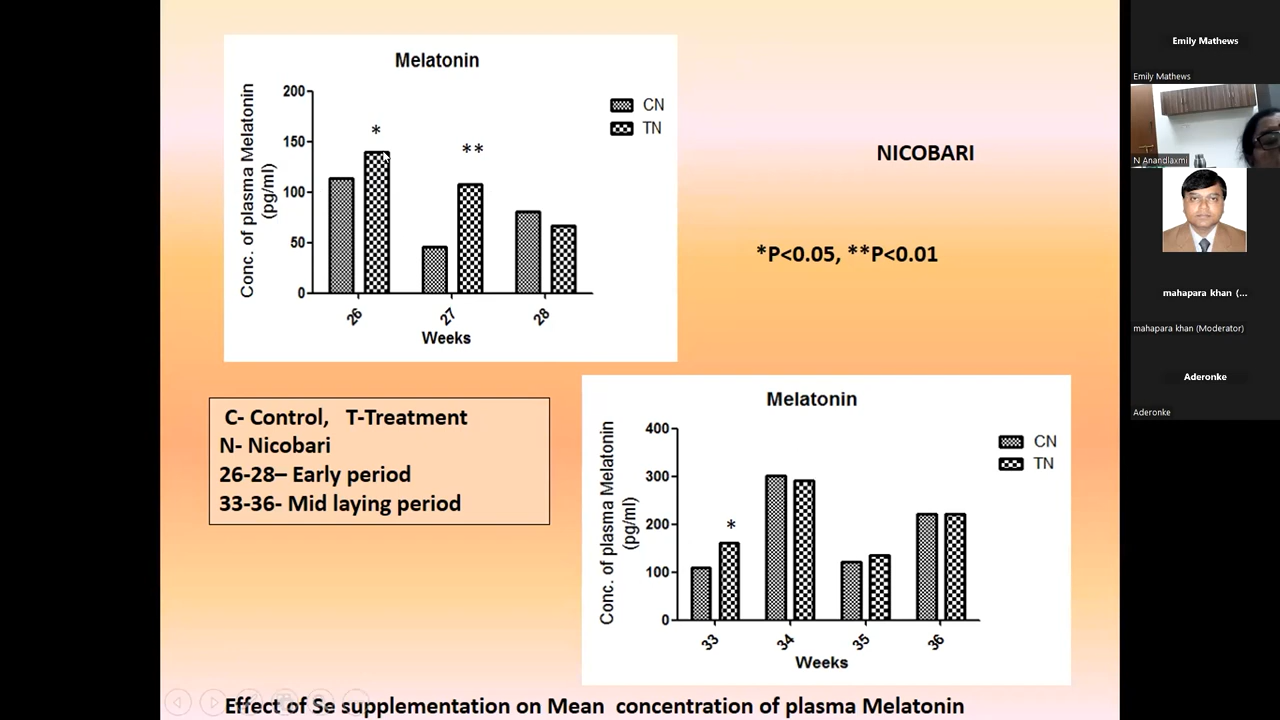 Melatonin
Conc. of plasma Melatonin
(pg/ml)
200
150
100
50
0
*
**
26
27
28
Weeks
CN
TN
NICOBARI
*P<0.05, **P<0.01
C- Control, T-Treatment
N- Nicobari
26-28– Early period
33-36- Mid laying period
Melatonin
Conc. of plasma Melatonin
(pg/ml)
400
300
200
100
0
*
33
34
35
36
Weeks
CN
TN
Effect of Se supplementation on Mean concentration of plasma Melatonin
Emily Mathews
Emily Mathews
N Anandlaxmi
mahapara khan (...
mahapara khan (Moderator)
Aderonke
Aderonke